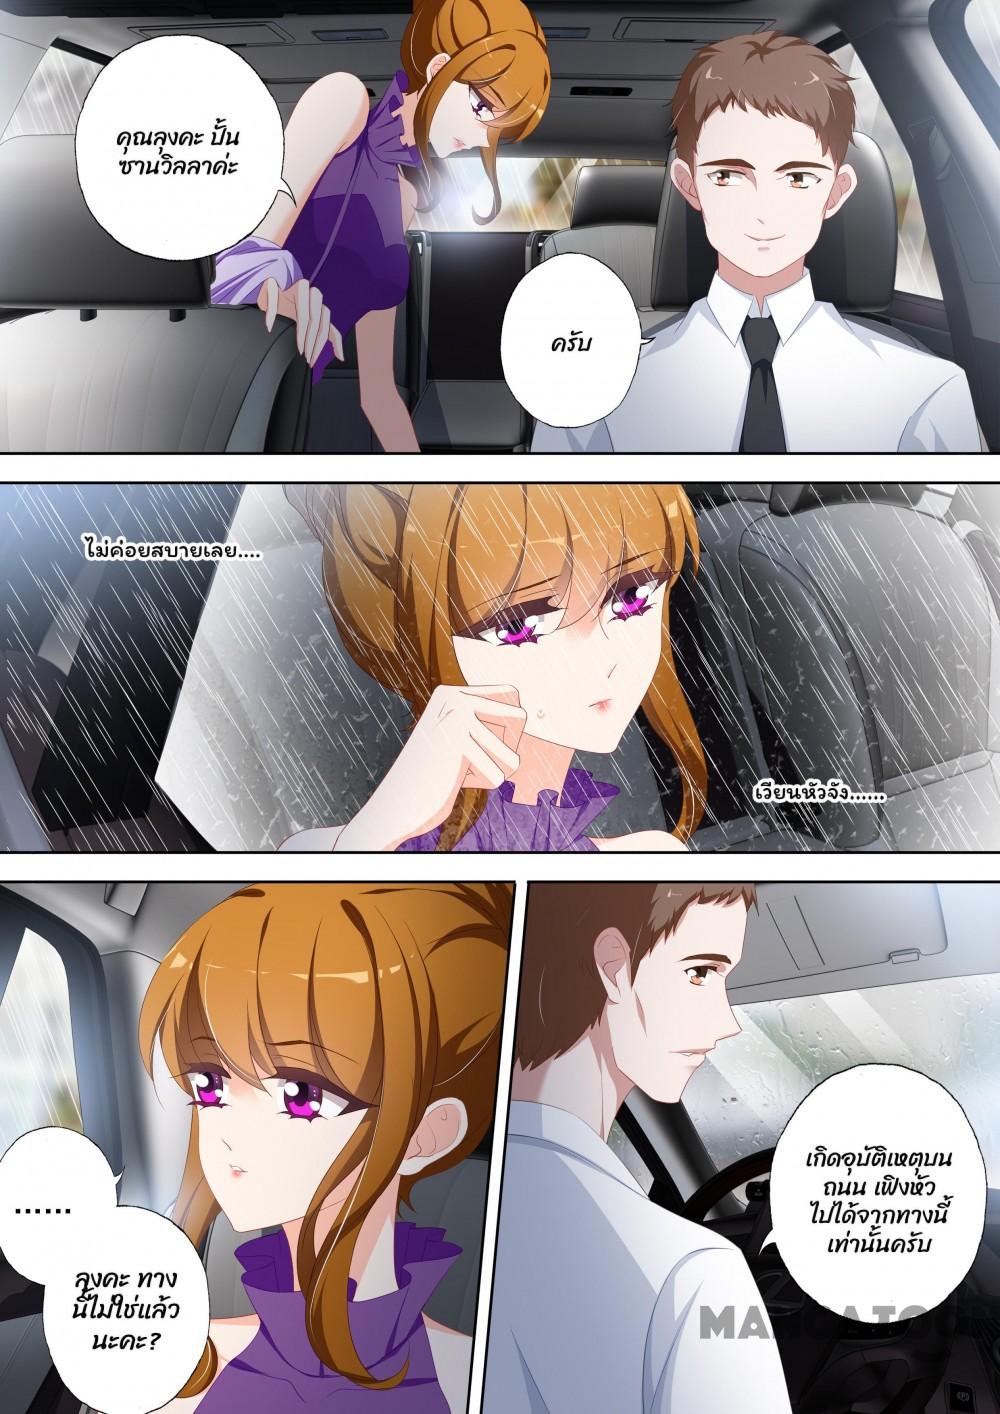 คุณลุงคะ ปั้น
ซานวิลลาค่ะ
ครับ
ไม่ค่อยสบายเลย....
เวียนหัวจัง......
......
ลุงคะ ทาง
นี้ไม่ใช่แล้ว
นะคะ?
เกิดอุบัติเหตุบน
ถนน เฟิงหัว
ไปได้จากทางนี้
เท่านั้นครับ
MANGATOON